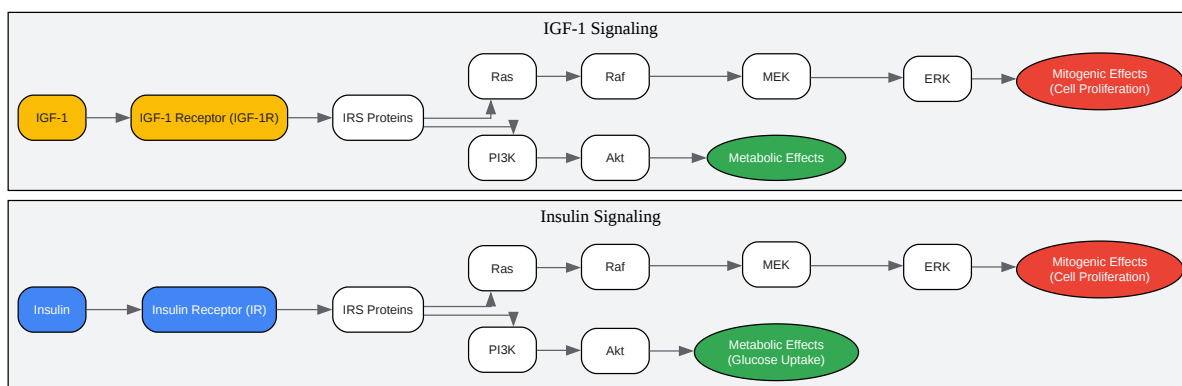 IGF-1 Signaling
IGF-1
IGF-1 Receptor (IGF-1R)
IRS Proteins
Ras
Raf
MEK
ERK
Mitogenic Effects
(Cell Proliferation)
PI3K
Akt
Metabolic Effects
Insulin Signaling
Insulin
Insulin Receptor (IR)
IRS Proteins
Ras
Raf
MEK
ERK
Mitogenic Effects
(Cell Proliferation)
PI3K
Akt
Metabolic Effects
(Glucose Uptake)